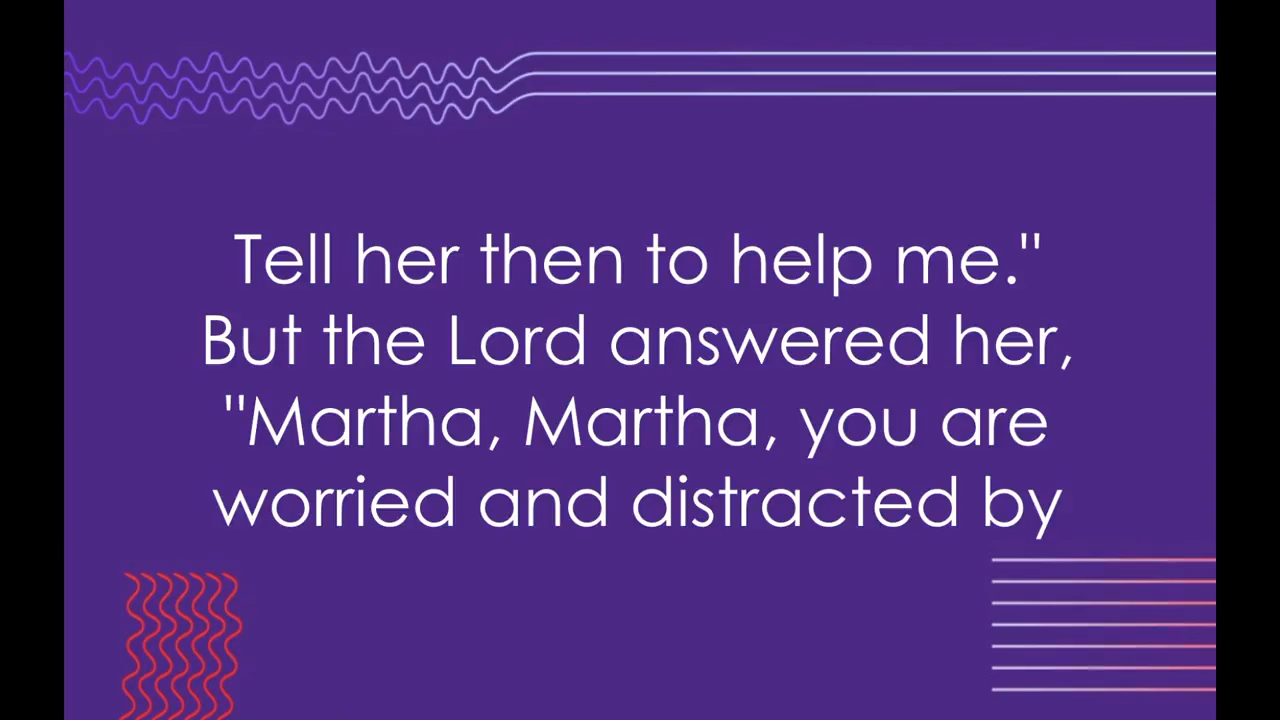 Tell her then to help me."
But the Lord answered her,
"Martha, Martha, you are
worried and distracted by